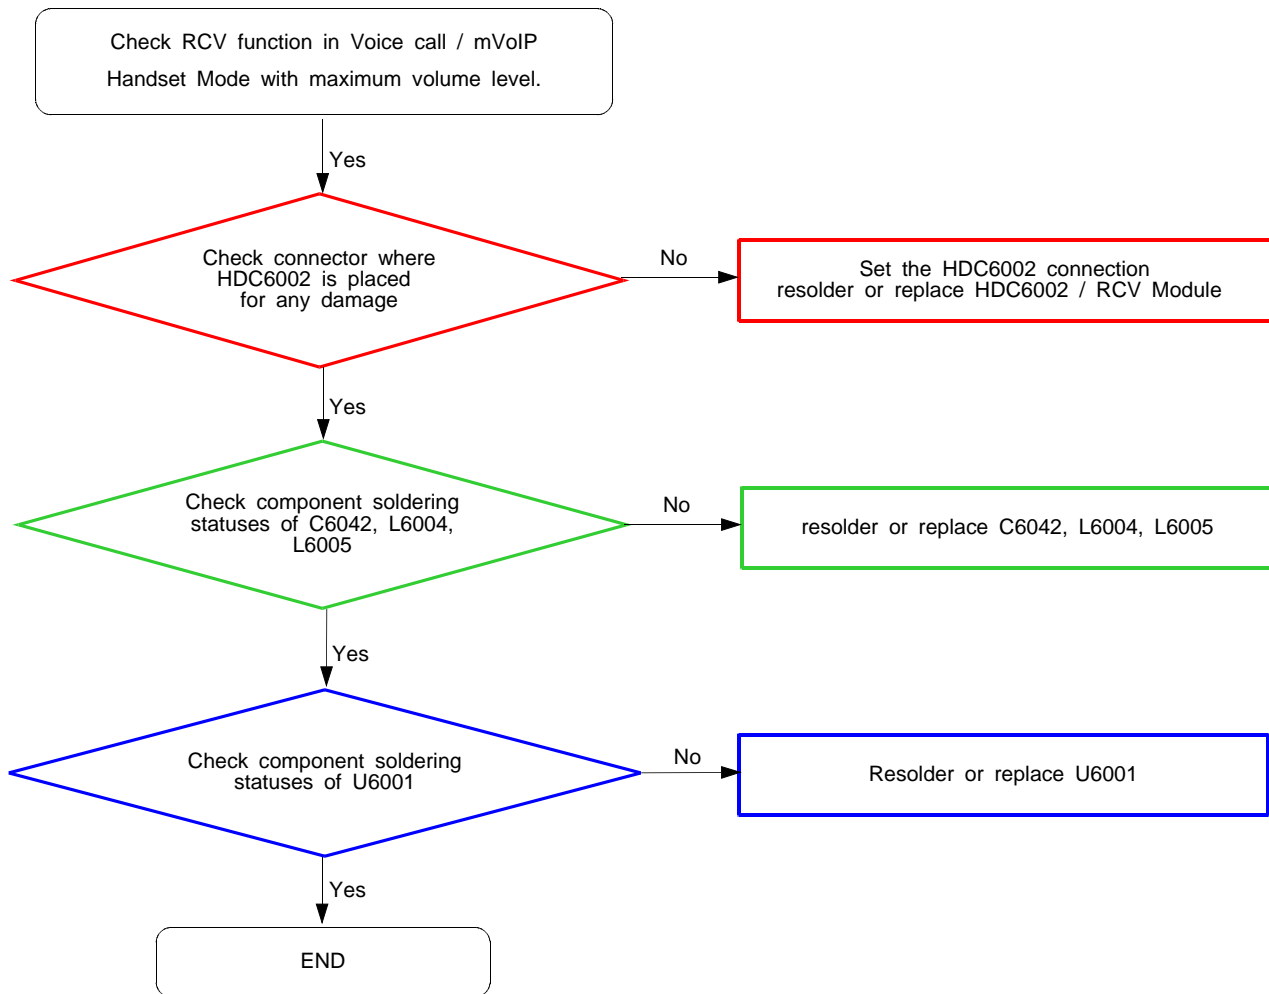 Check RCV function in Voice call / mVoIP
Handset Mode with maximum volume level.
Yes
Check connector where
HDC6002 is placed
for any damage
No
Set the HDC6002 connection
resolder or replace HDC6002 / RCV Module
Yes
Check component soldering
statuses of C6042, L6004,
L6005
No
resolder or replace C6042, L6004, L6005
Yes
Check component soldering
statuses of U6001
No
Resolder or replace U6001
Yes
END